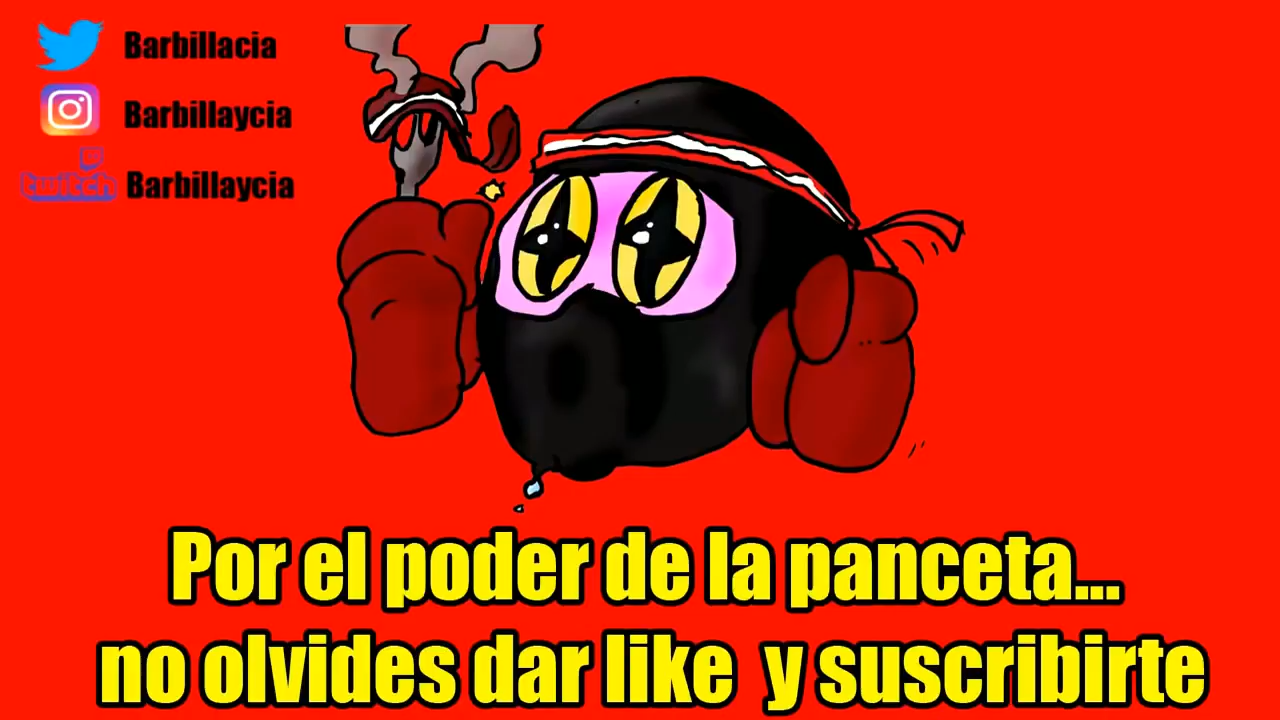 Barbillacia
Barbillaycia
twitch Barbillaycia
Por el poder de la panceta...
no olvides dar like y suscribirte